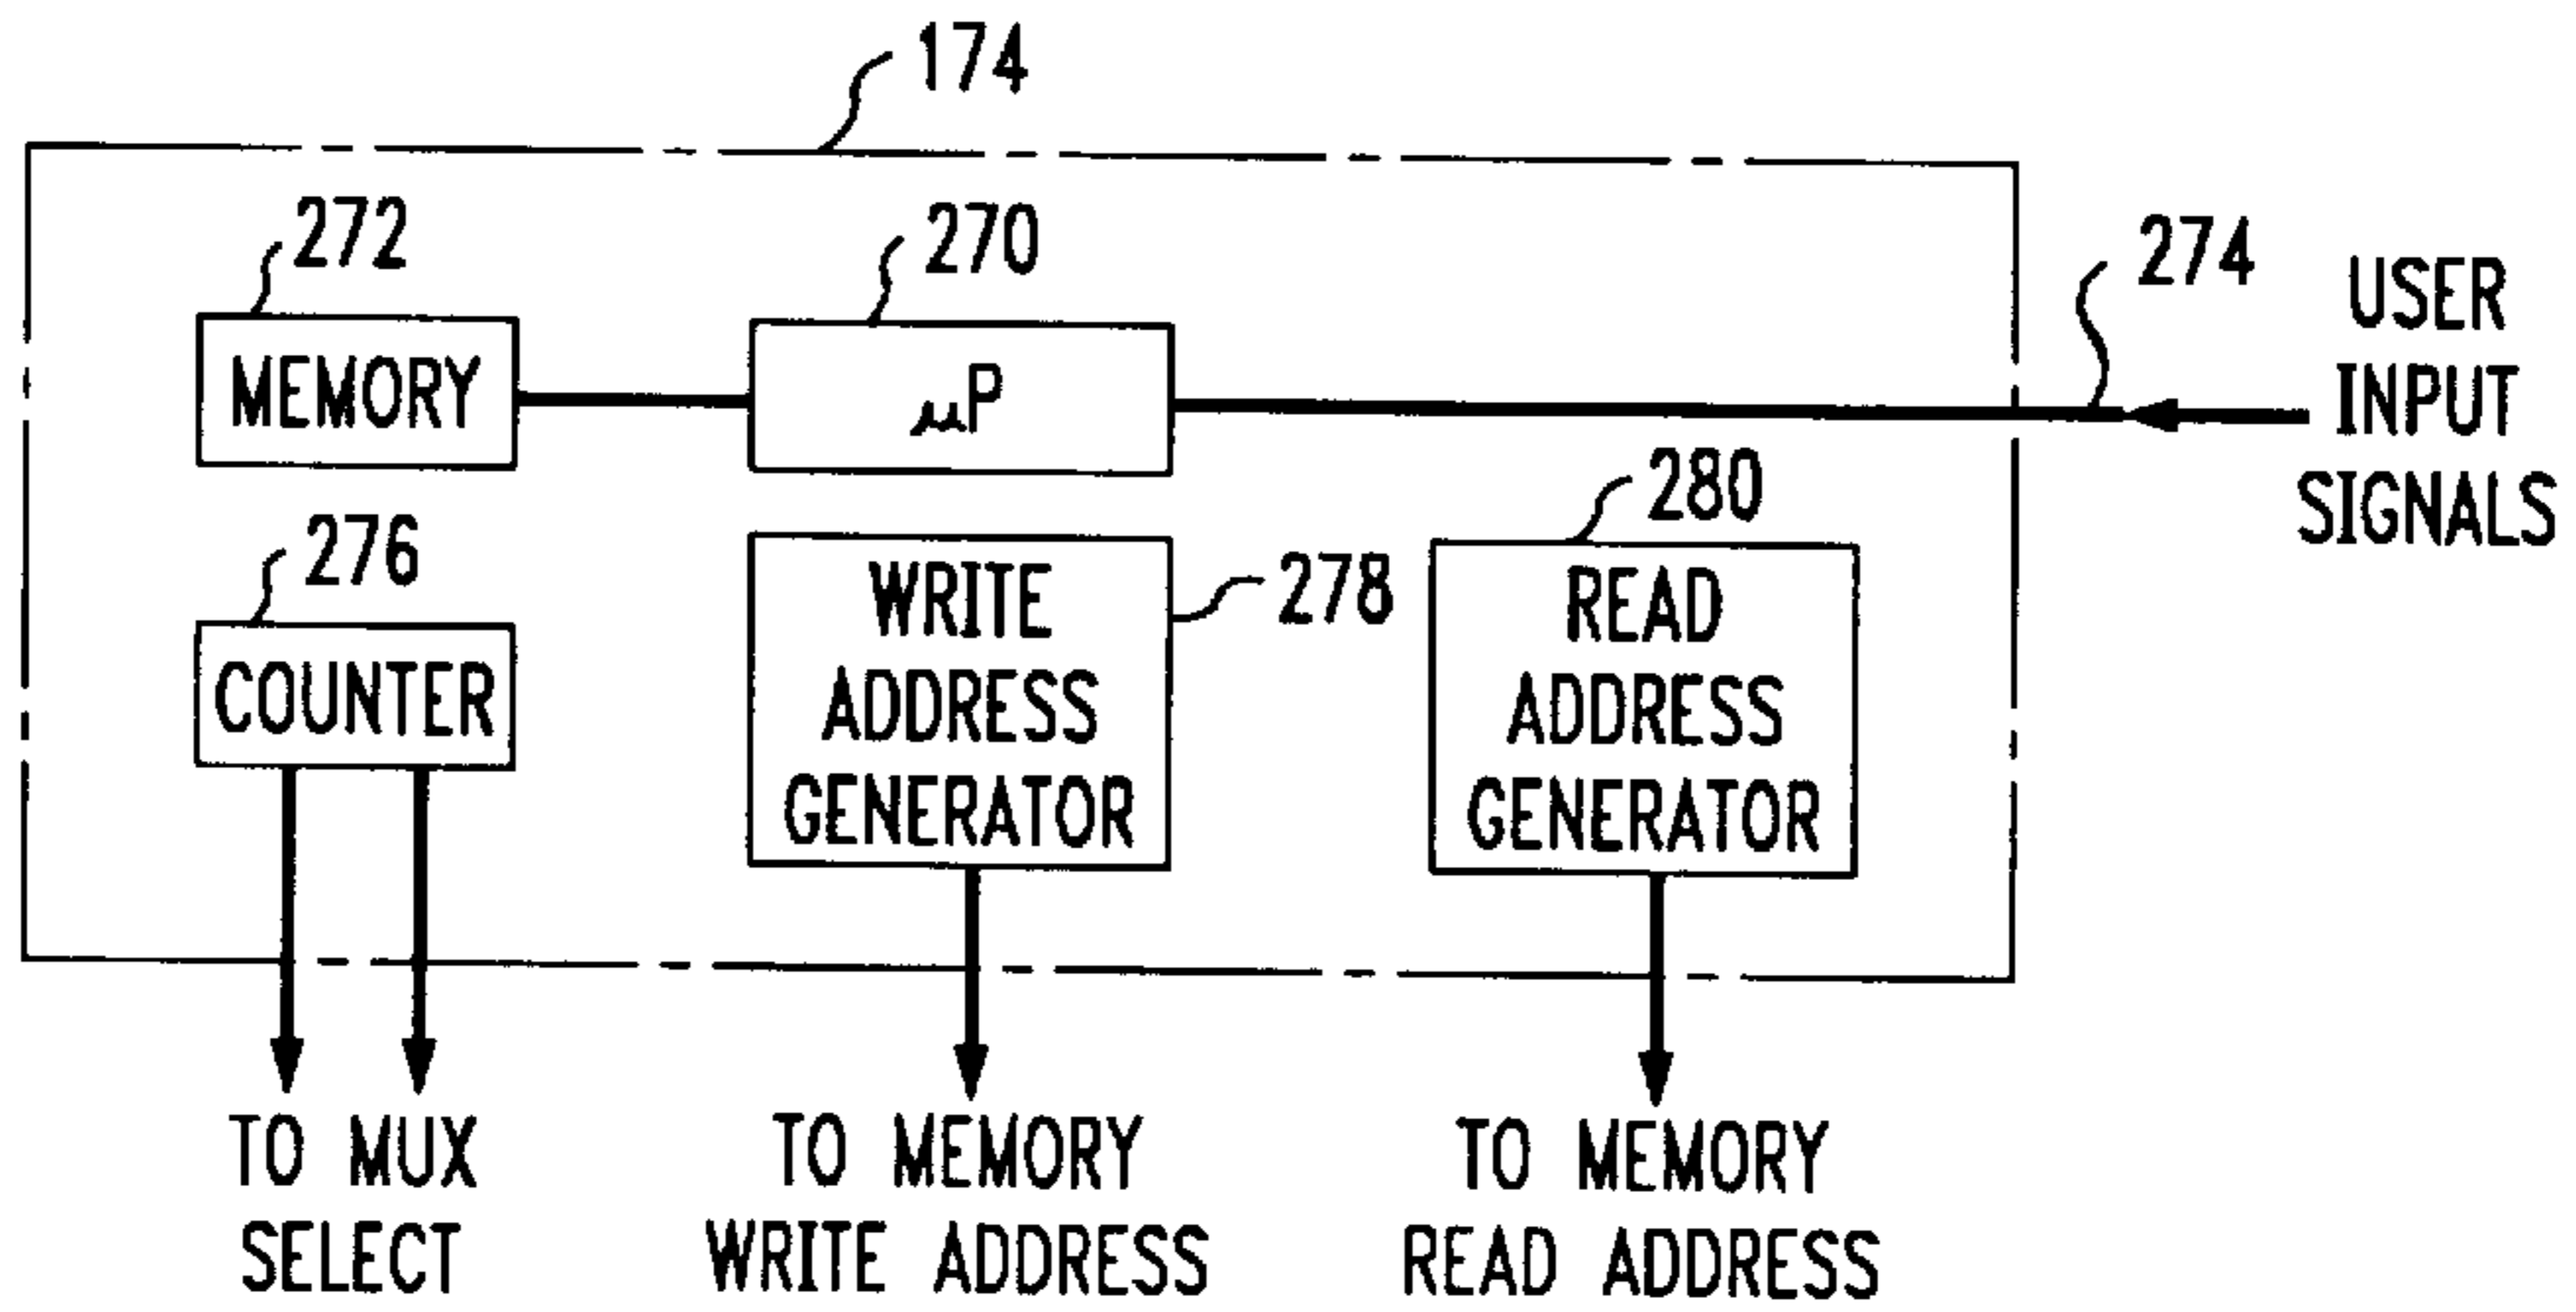 174
272
270
274
USER
INPUT
SIGNALS
MEMORY
µP
276
280
278
COUNTER
WRITE
ADDRESS
GENERATOR
READ
ADDRESS
GENERATOR
TO MUX
SELECT
TO MEMORY
WRITE ADDRESS
TO MEMORY
READ ADDRESS